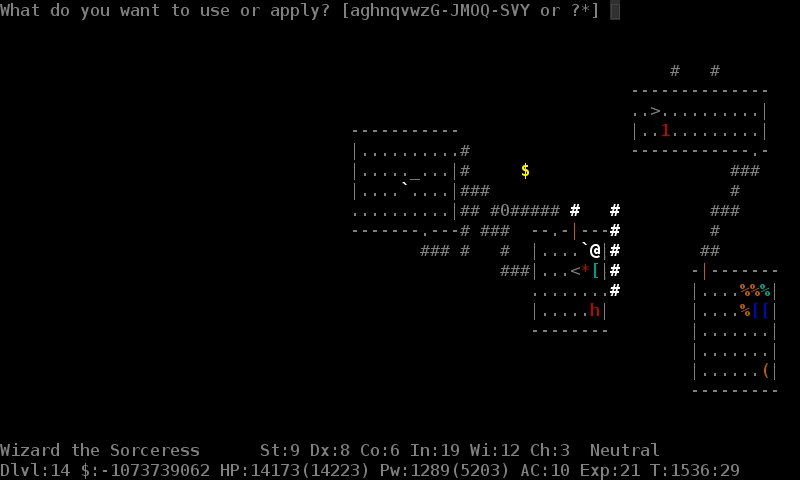 What do you want to use or apply? [aghnqvwzG-JMOQ-SVY or ?*]
#   #
- - - - - - - - - - - - - -
. . > . . . . . . . . . . |
- - - - - - - - - - -   | . . 1 . . . . . . . . . |
| . . . . . . . . . . #   - - - - - - - - - - - - . -
| . . . . . _ . . . | #   $   ###
| . . . . ` . . . . | ###   #
. . . . . . . . . . | ## #0#####  #   #   ###
- - - - - - - . - - - #  ###  - - . - | - - - #   #
### #   #   | . . . . ` @ | #   ##
### | . . . < * [ | #   - | - - - - - - -
. . . . . . . . #   | . . . . % % % |
| . . . . . h |   | . . . . % [ [ |
- - - - - - - -   | . . . . . . . |
| . . . . . . . |
| . . . . . . ( |
- - - - - - - - -
Wizard the Sorceress St:9 Dx:8 Co:6 In:19 Wi:12 Ch:3 Neutral
Dlvl:14 $:-1073739062 HP:14173(14223) Pw:1289(5203) AC:10 Exp:21 T:1536:29